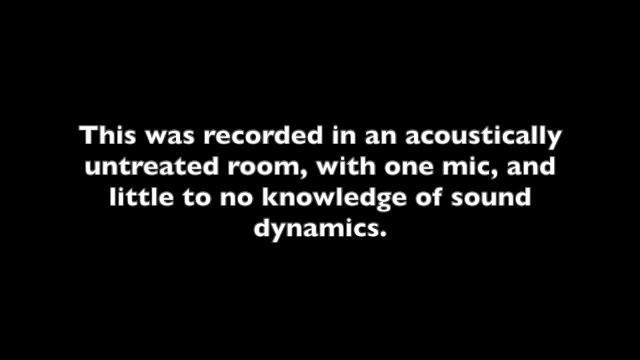 This was recorded in an acoustically
untreated room, with one mic, and
little to no knowledge of sound
dynamics.